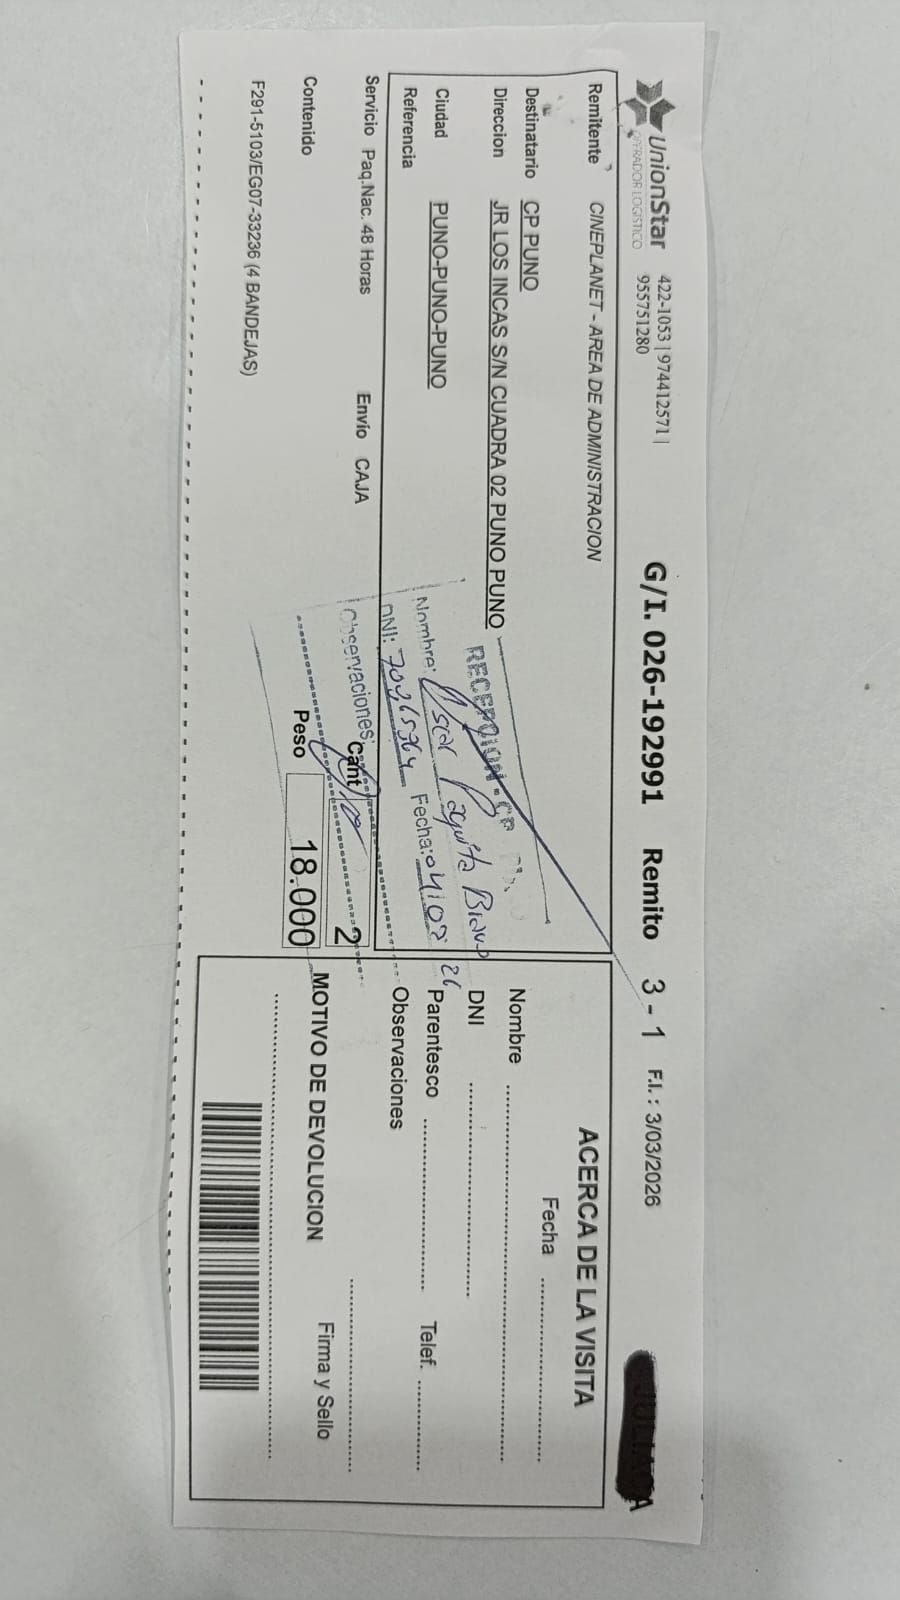 UnionStar 422-1053 | 974412571 |
OPERADOR LOGISTICO 955751280
G/I. 026-192991 Remito 3 - 1 F.I. : 3/03/2026
Remitente CINEPLANET - AREA DE ADMINISTRACION
Destinatario CP PUNO
Direccion JR LOS INCAS S/N CUADRA 02 PUNO PUNO
Ciudad PUNO-PUNO-PUNO
Referencia
Servicio Paq.Nac. 48 Horas Envío CAJA
Cant 2
Contenido Peso 18.000
F291-5103/EG07-33236 (4 BANDEJAS)
RECEPCION - CP
Nombre: Oscar
DNI: Fecha: 04/03 26
Observaciones:
ACERCA DE LA VISITA
Fecha
Nombre
DNI
Parentesco Telef.
Observaciones
MOTIVO DE DEVOLUCION Firma y Sello